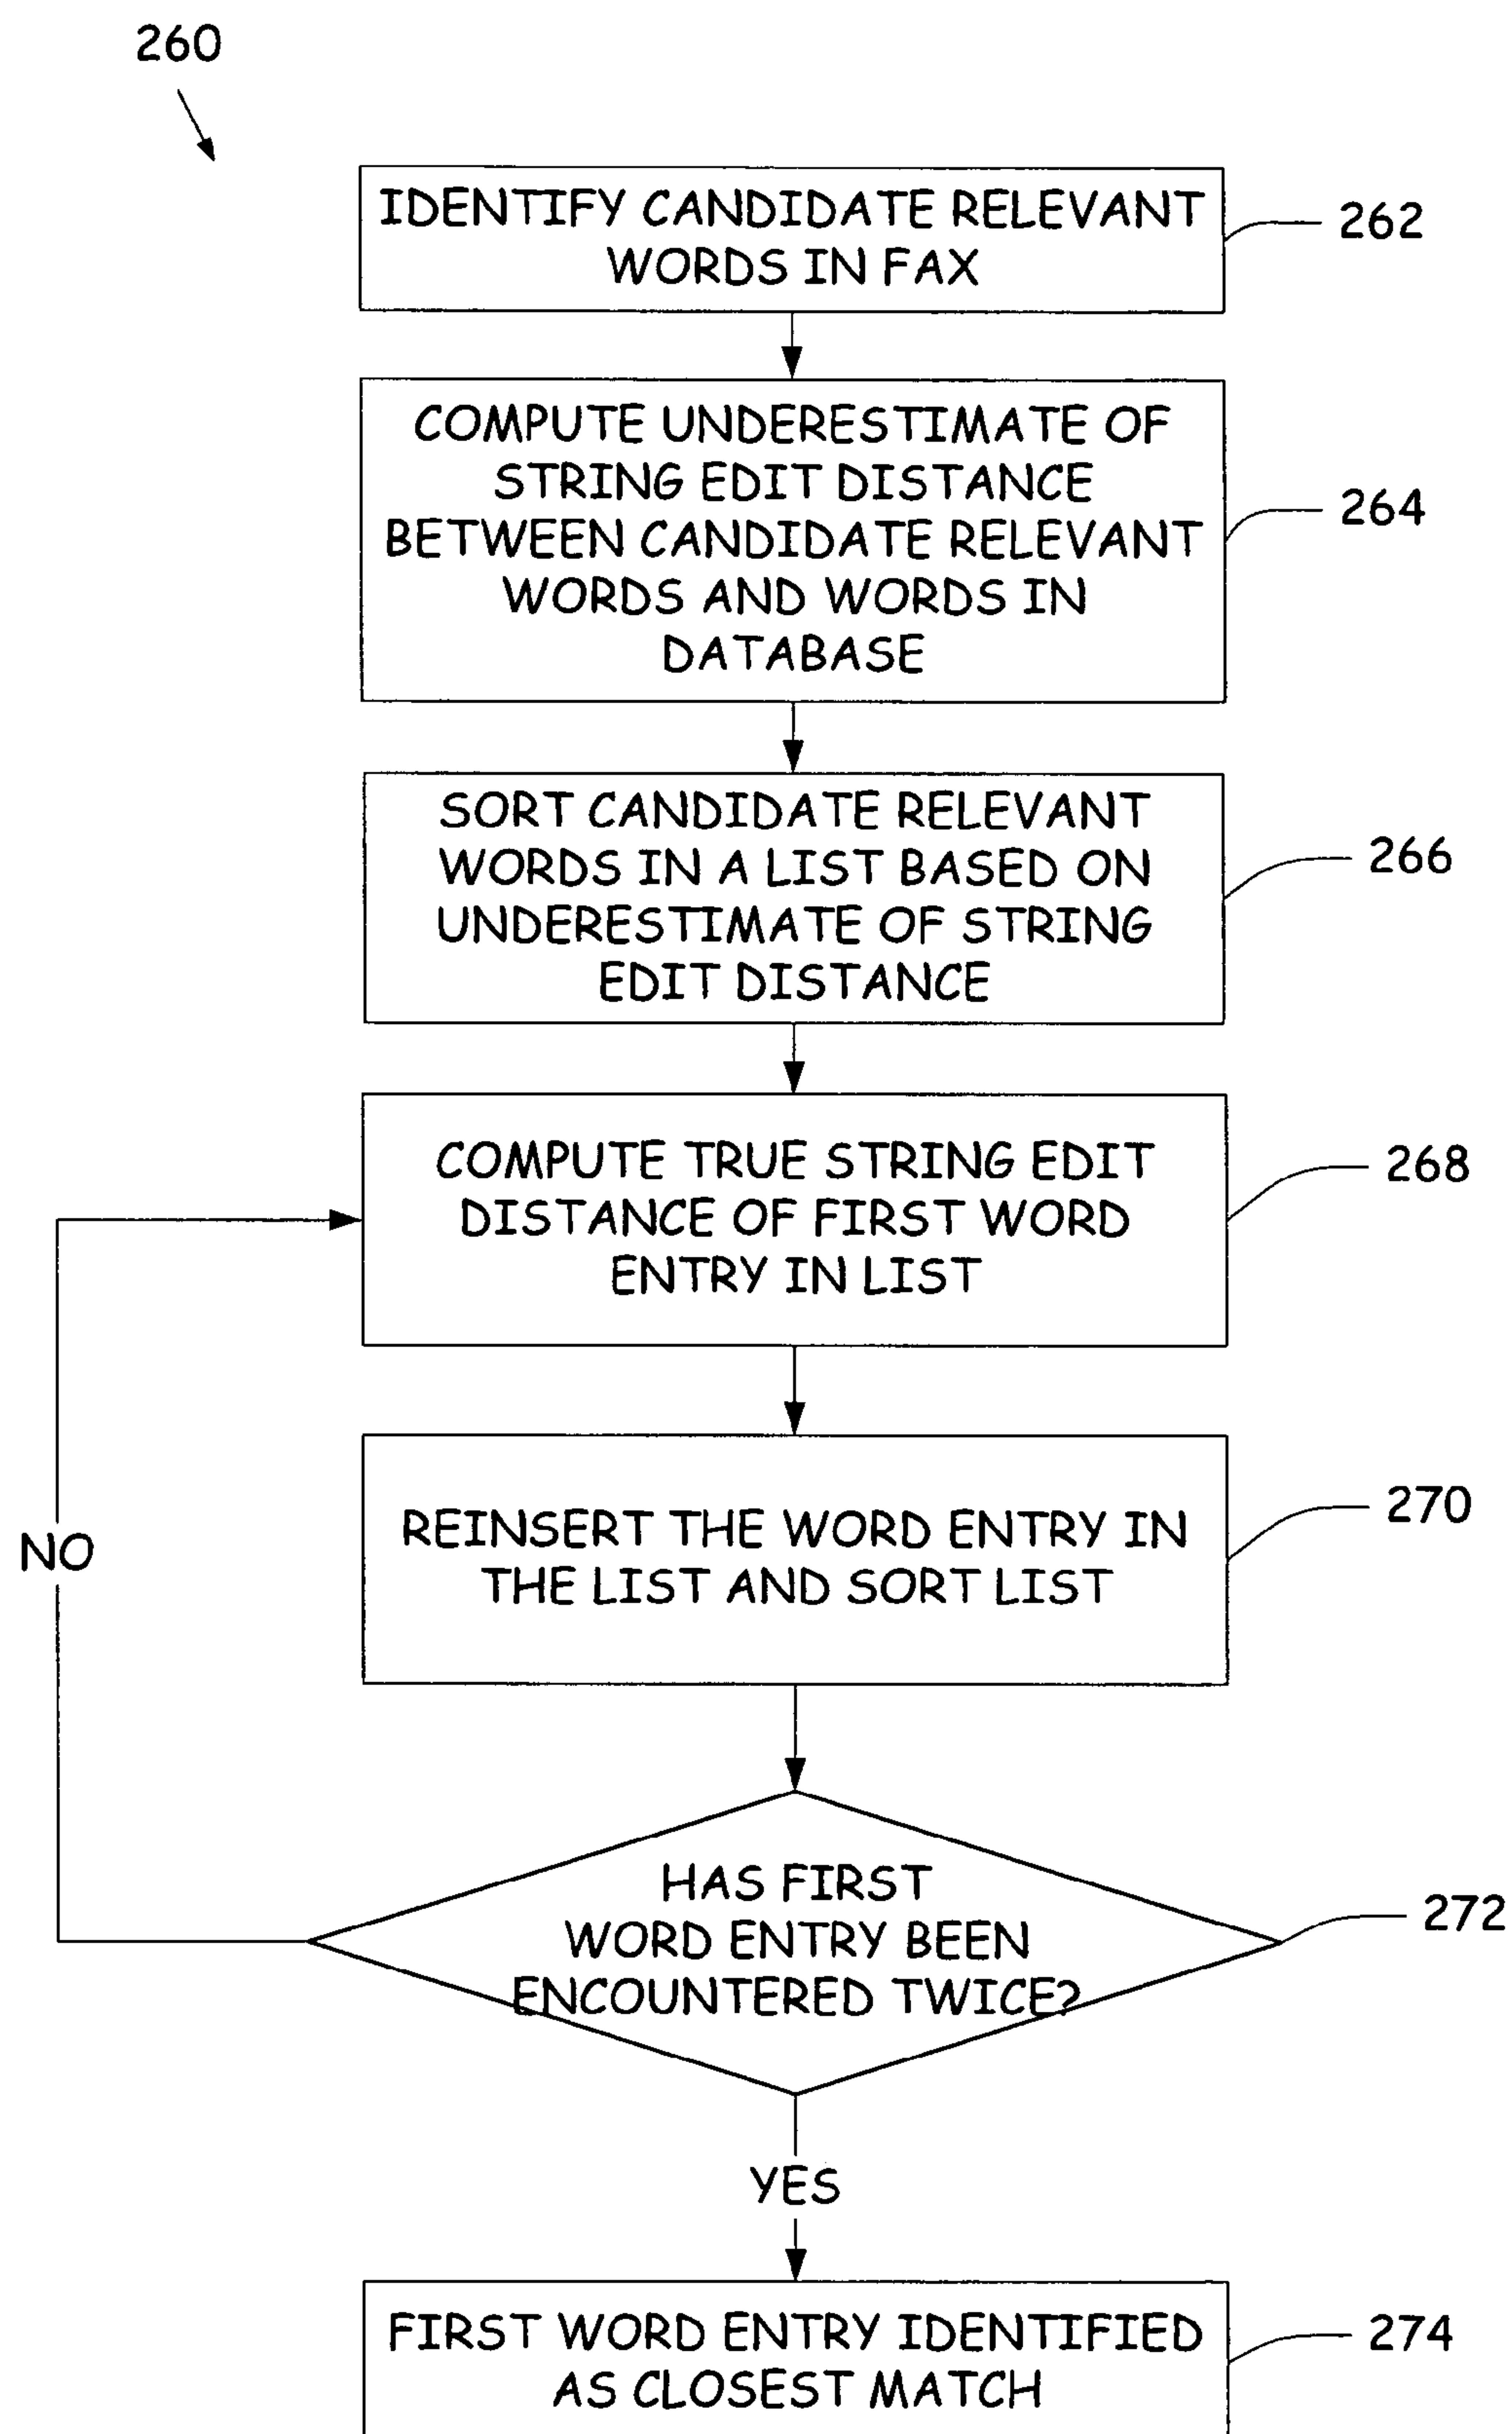 260
IDENTIFY CANDIDATE RELEVANT
WORDS IN FAX
262
COMPUTE UNDERESTIMATE OF
STRING EDIT DISTANCE
BETWEEN CANDIDATE RELEVANT
WORDS AND WORDS IN
DATABASE
264
SORT CANDIDATE RELEVANT
WORDS IN A LIST BASED ON
UNDERESTIMATE OF STRING
EDIT DISTANCE
266
COMPUTE TRUE STRING EDIT
DISTANCE OF FIRST WORD
ENTRY IN LIST
268
REINSERT THE WORD ENTRY IN
THE LIST AND SORT LIST
270
NO
HAS FIRST
WORD ENTRY BEEN
ENCOUNTERED TWICE?
272
YES
FIRST WORD ENTRY IDENTIFIED
AS CLOSEST MATCH
274